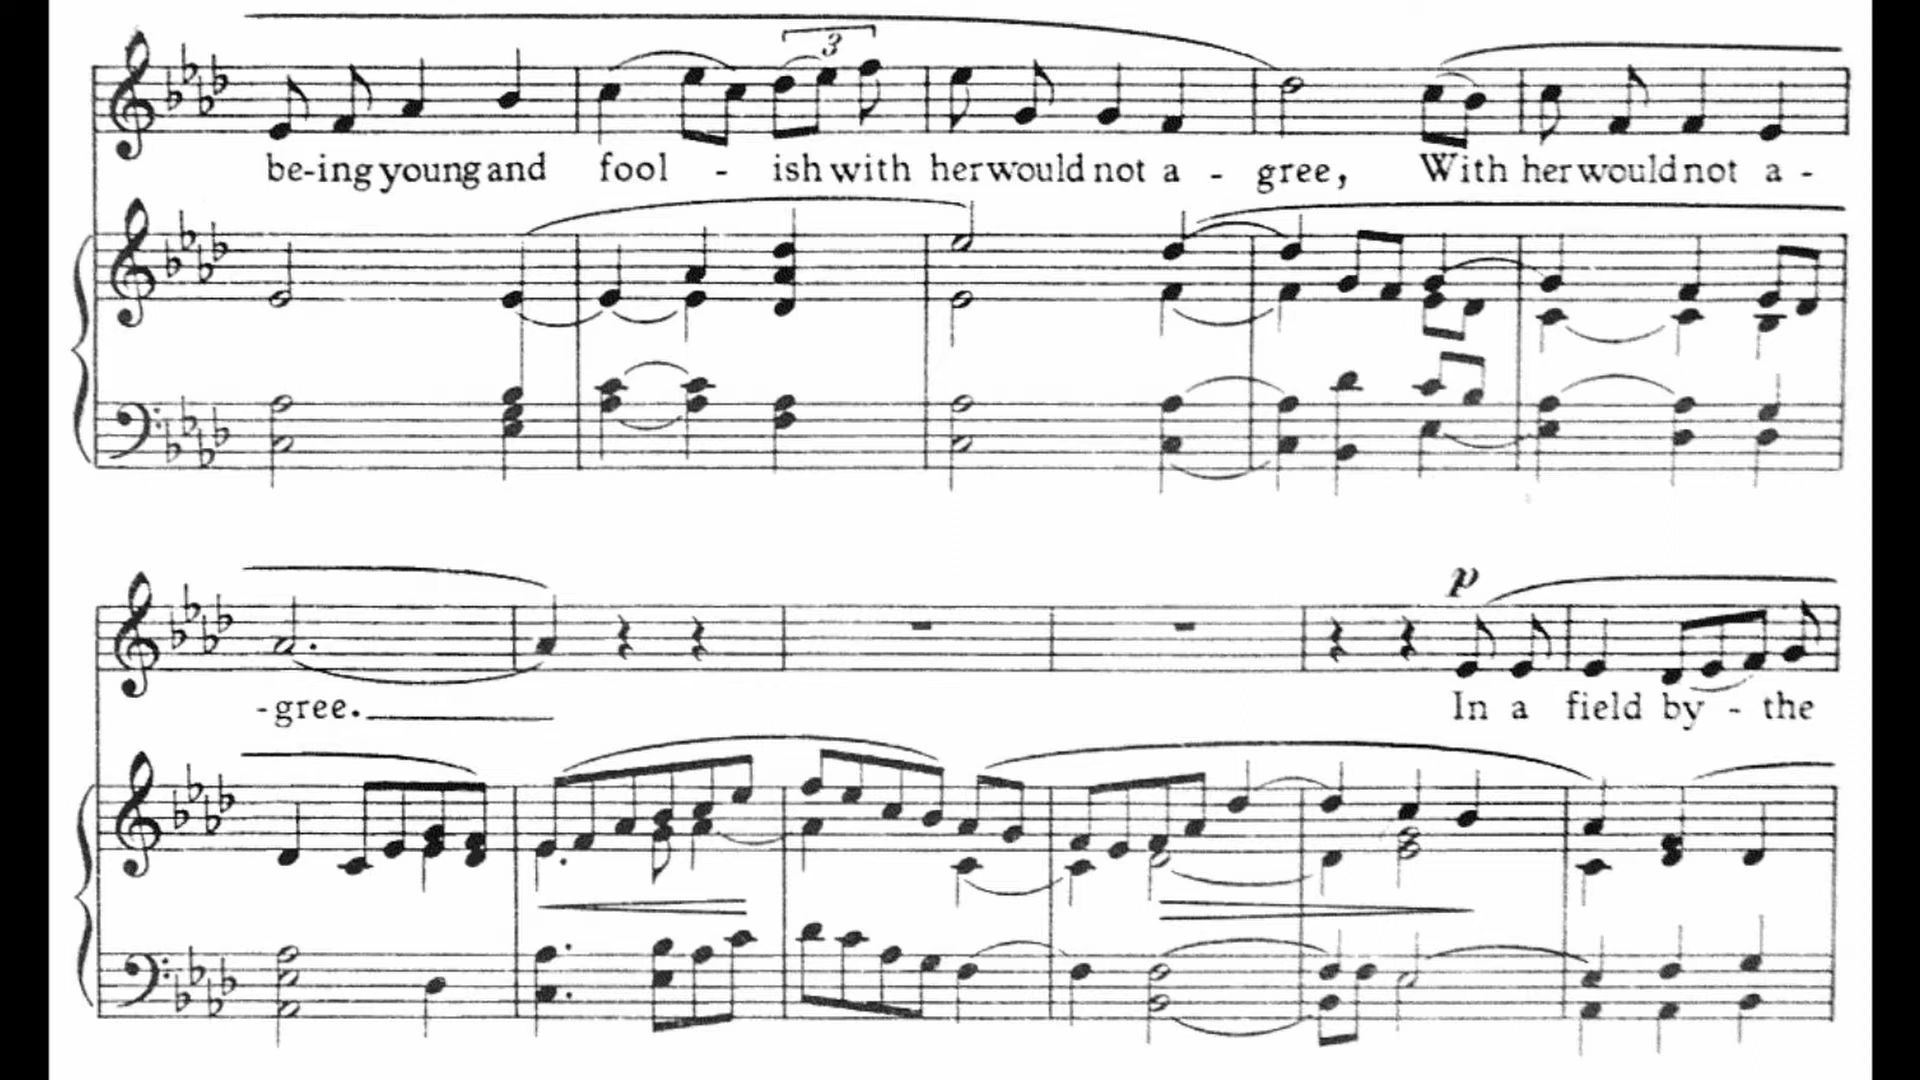 3
be-ing young and fool - ish with her would not a - gree, With her would not a -
p
-gree. In a field by - the